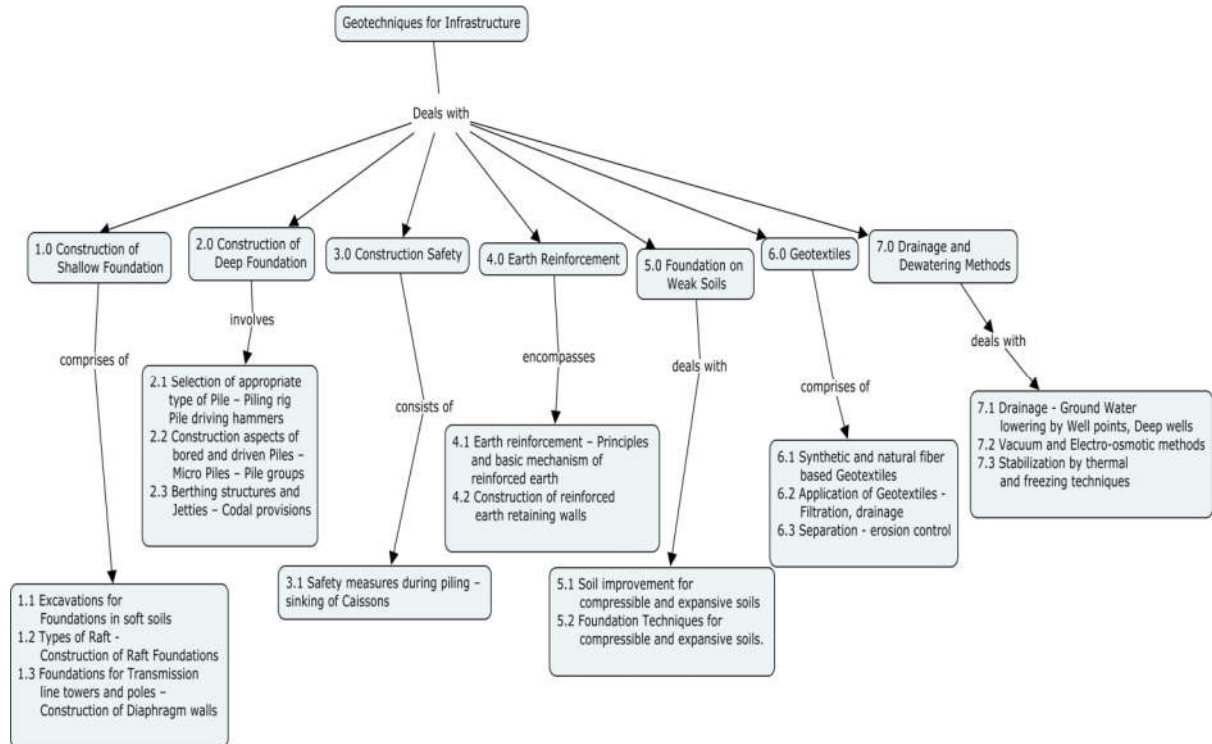 Geotechniques for Infrastructure
Deals with
1.0 Construction of
Shallow Foundation
2.0 Construction of
Deep Foundation
3.0 Construction Safety
4.0 Earth Reinforcement
5.0 Foundation on
Weak Soils
6.0 Geotextiles
7.0 Drainage and
Dewatering Methods
comprises of
involves
consists of
encompasses
deals with
comprises of
deals with
1.1 Excavations for
Foundations in soft soils
1.2 Types of Raft -
Construction of Raft Foundations
1.3 Foundations for Transmission
line towers and poles –
Construction of Diaphragm walls
2.1 Selection of appropriate
type of Pile – Piling rig
Pile driving hammers
2.2 Construction aspects of
bored and driven Piles –
Micro Piles – Pile groups
2.3 Berthing structures and
Jetties – Codal provisions
3.1 Safety measures during piling –
sinking of Caissons
4.1 Earth reinforcement – Principles
and basic mechanism of
reinforced earth
4.2 Construction of reinforced
earth retaining walls
5.1 Soil improvement for
compressible and expansive soils
5.2 Foundation Techniques for
compressible and expansive soils.
6.1 Synthetic and natural fiber
based Geotextiles
6.2 Application of Geotextiles -
Filtration, drainage
6.3 Separation - erosion control
7.1 Drainage - Ground Water
lowering by Well points, Deep wells
7.2 Vacuum and Electro-osmotic methods
7.3 Stabilization by thermal
and freezing techniques